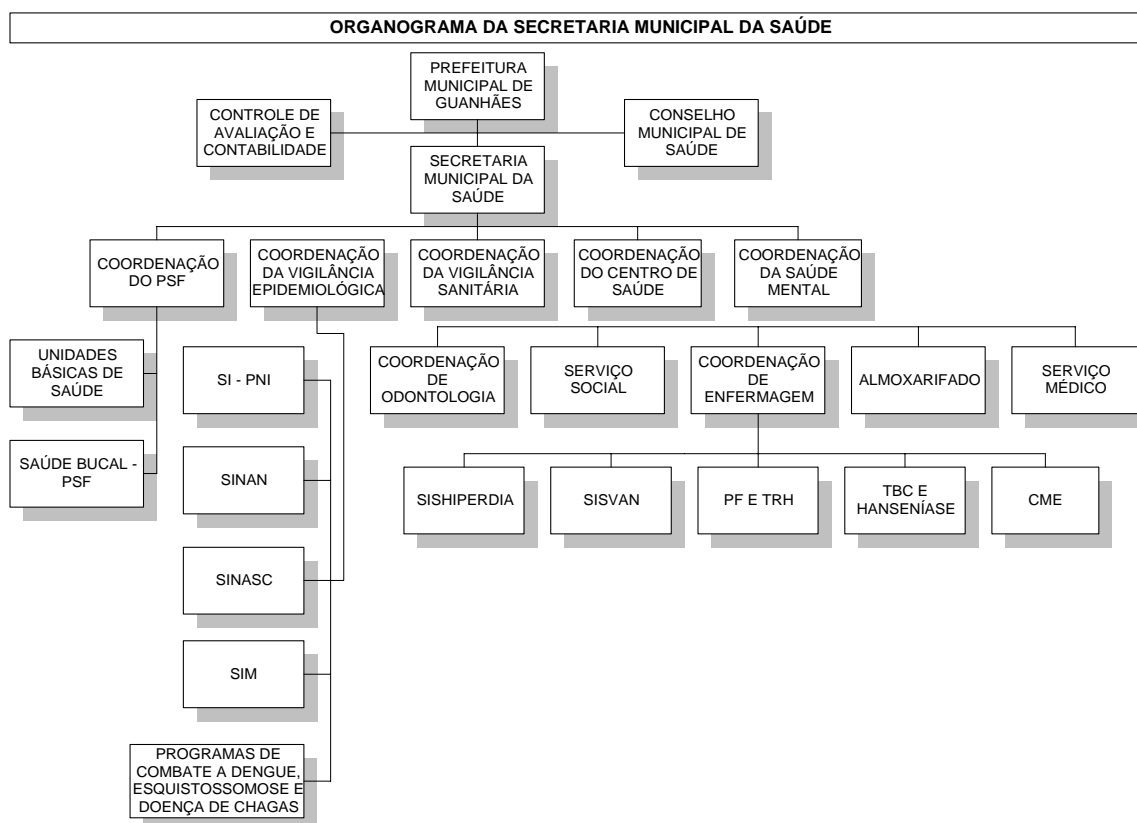 ORGANOGRAMA DA SECRETARIA MUNICIPAL DA SAÚDE
PREFEITURA
MUNICIPAL DE
GUANHÃES
CONTROLE DE
AVALIAÇÃO E
CONTABILIDADE
CONSELHO
MUNICIPAL DE
SAÚDE
SECRETARIA
MUNICIPAL DA
SAÚDE
COORDENAÇÃO
DO PSF
COORDENAÇÃO
DA VIGILÂNCIA
EPIDEMIOLÓGICA
COORDENAÇÃO
DA VIGILÂNCIA
SANITÁRIA
COORDENAÇÃO
DO CENTRO DE
SAÚDE
COORDENAÇÃO
DA SAÚDE
MENTAL
UNIDADES
BÁSICAS DE
SAÚDE
SI - PNI
COORDENAÇÃO
DE
ODONTOLOGIA
SERVIÇO
SOCIAL
COORDENAÇÃO
DE
ENFERMAGEM
ALMOXARIFADO
SERVIÇO
MÉDICO
SAÚDE BUCAL -
PSF
SINAN
SISHIPERDIA
SISVAN
PF E TRH
TBC E
HANSENÍASE
CME
SINASC
SIM
PROGRAMAS DE
COMBATE A DENGUE,
ESQUISTOSSOMOSE E
DOENÇA DE CHAGAS